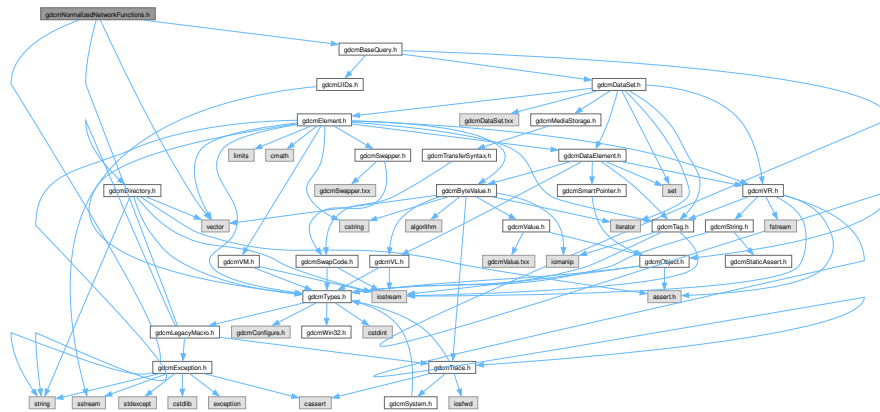 gdcmNormalizedNetworkFunctions.h
gdcmBaseQuery.h
gdcmUIDs.h
gdcmDataSet.h
gdcmElement.h
gdcmDataSet.txx
gdcmMediaStorage.h
limits
cmath
gdcmSwapper.h
gdcmTransferSyntax.h
gdcmDataElement.h
gdcmDirectory.h
gdcmSwapper.txx
gdcmByteValue.h
gdcmSmartPointer.h
set
gdcmVR.h
vector
cstring
algorithm
gdcmValue.h
iterator
gdcmTag.h
gdcmString.h
fstream
gdcmVM.h
gdcmSwapCode.h
gdcmVL.h
gdcmValue.txx
iomanip
gdcmObject.h
gdcmStaticAssert.h
gdcmTypes.h
iostream
assert.h
gdcmLegacyMacro.h
gdcmConfigure.h
gdcmWin32.h
cstdint
gdcmException.h
gdcmTrace.h
string
sstream
stdexcept
cstdlib
exception
cassert
gdcmSystem.h
iosfwd